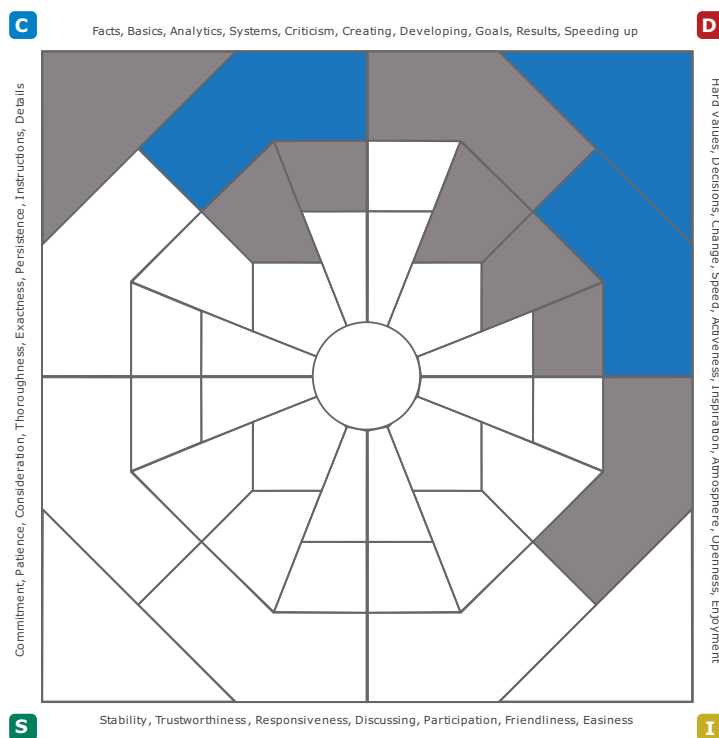 C
Facts, Basics, Analytics, Systems, Criticism, Creating, Developing, Goals, Results, Speeding up
D
Commitment, Patience, Consideration, Thoroughness, Exactness, Persistence, Instructions, Details
Hard values, Decisions, Change, Speed, Activeness, Inspiration, Atmosphere, Openness, Enjoyment
S
Stability, Trustworthiness, Responsiveness, Discussing, Participation, Friendliness, Easiness
I